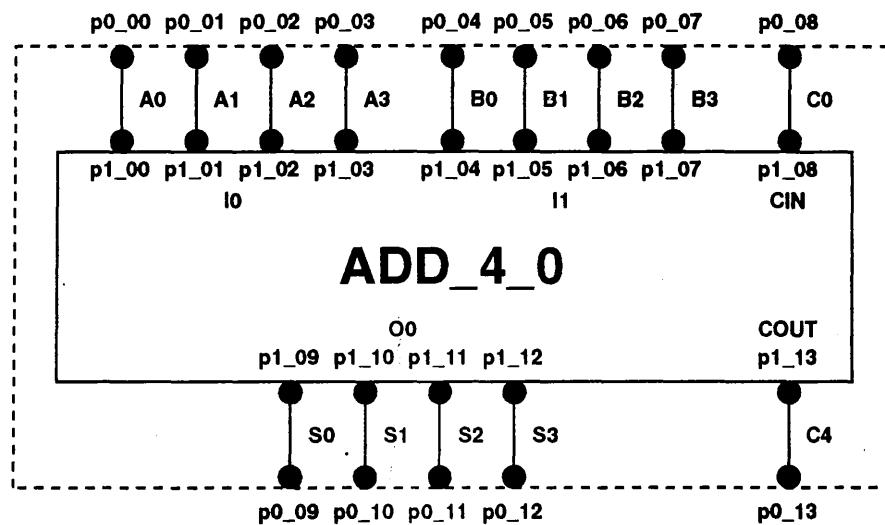 p0_00 p0_01 p0_02 p0_03 p0_04 p0_05 p0_06 p0_07 p0_08
A0 A1 A2 A3 B0 B1 B2 B3 C0
p1_00 p1_01 p1_02 p1_03 p1_04 p1_05 p1_06 p1_07 p1_08
I0 I1 CIN
ADD_4_0
O0 COUT
p1_09 p1_10 p1_11 p1_12 p1_13
S0 S1 S2 S3 C4
p0_09 p0_10 p0_11 p0_12 p0_13